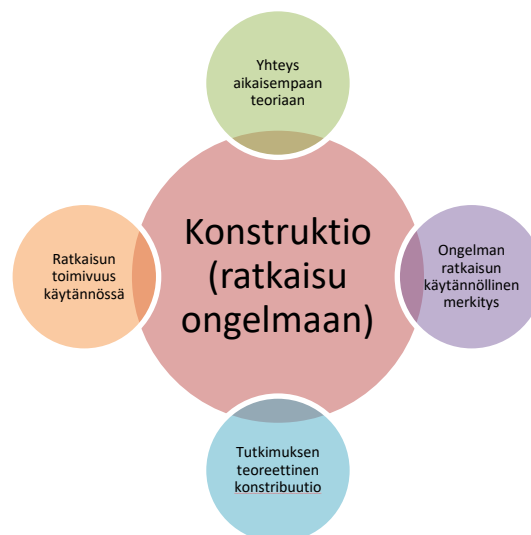 Yhteys
aikaisempaan
teoriaan
Konstruktio
(ratkaisu
ongelmaan)
Ratkaisun
toimivuus
käytännössä
Ongelman
ratkaisun
käytännöllinen
merkitys
Tutkimuksen
teoreettinen
konstribuutio